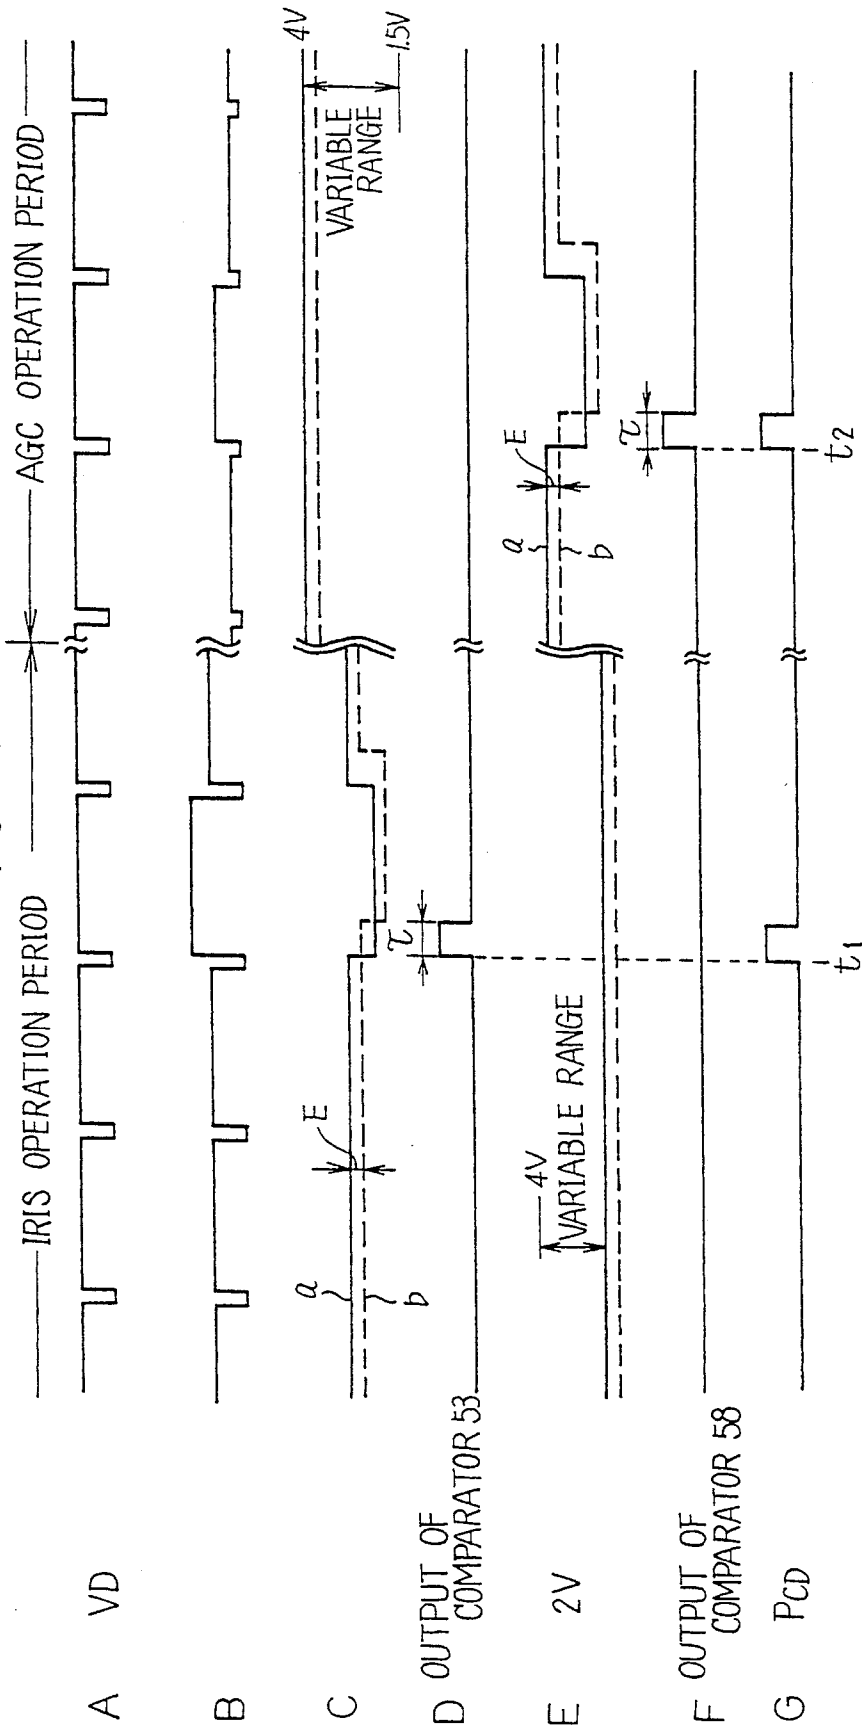 IRIS OPERATION PERIOD
AGC OPERATION PERIOD
A VD
B
C
a
b
E
τ
4V
1.5V
VARIABLE
RANGE
D OUTPUT OF
COMPARATOR 53
E 2V
4V
VARIABLE RANGE
a
b
E
τ
F OUTPUT OF
COMPARATOR 58
G PCD
t1
t2